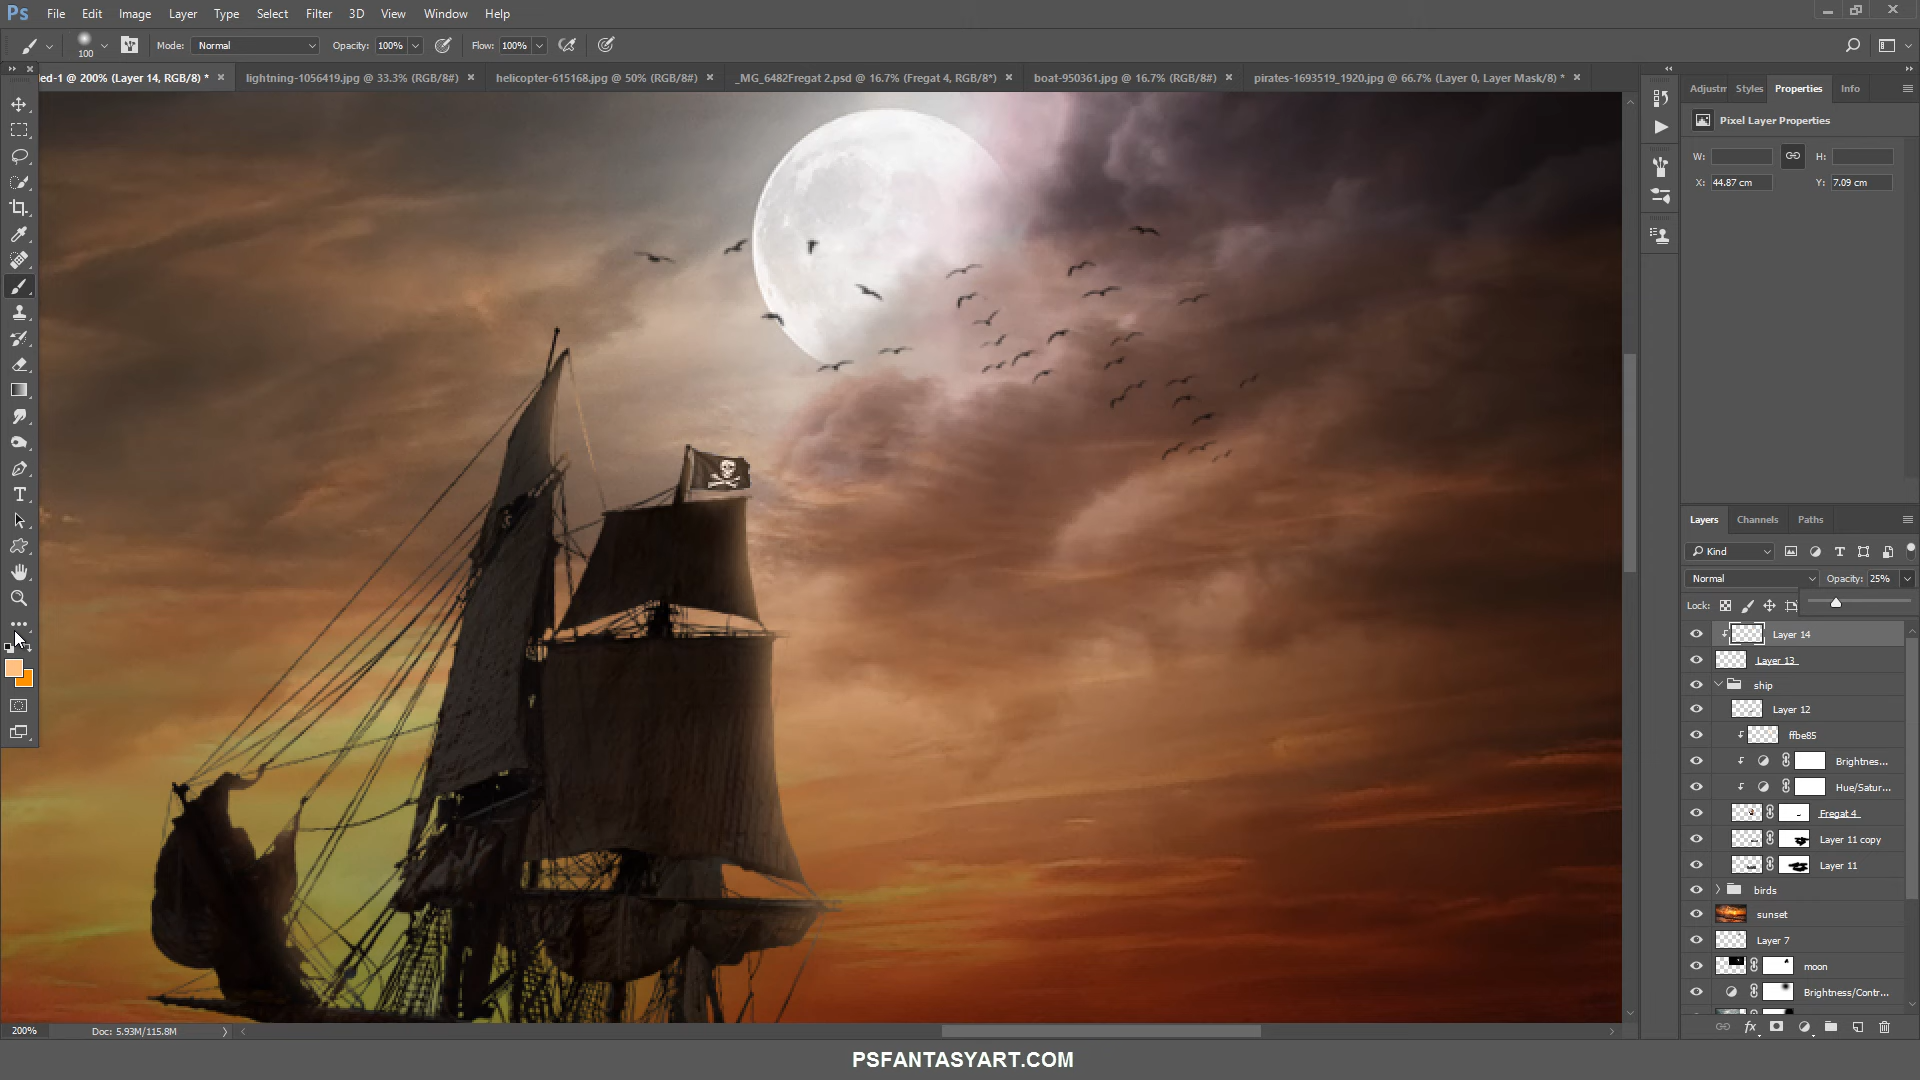 Ps File Edit Image Layer Type Select Filter 3D View Window Help
100 Mode: Normal Opacity: 100% Flow: 100%
led-1 @ 200% (Layer 14, RGB/8) * lightning-1056419.jpg @ 33.3% (RGB/8#) helicopter-615168.jpg @ 50% (RGB/8#) _MG_6482Fregat 2.psd @ 16.7% (Fregat 4, RGB/8*) boat-950361.jpg @ 16.7% (RGB/8#) pirates-1693519_1920.jpg @ 66.7% (Layer 0, Layer Mask/8) *
Adjustm Styles Properties Info
Pixel Layer Properties
W: H:
X: 44.87 cm Y: 7.09 cm
Layers Channels Paths
Kind
Normal Opacity: 25%
Lock:
Layer 14
Layer 13
ship
Layer 12
ffbe85
Brightnes...
Hue/Satur...
Fregat 4
Layer 11 copy
Layer 11
birds
sunset
Layer 7
moon
Brightness/Contr...
200% Doc: 5.93M/115.8M
fx
PSFANTASYART.COM